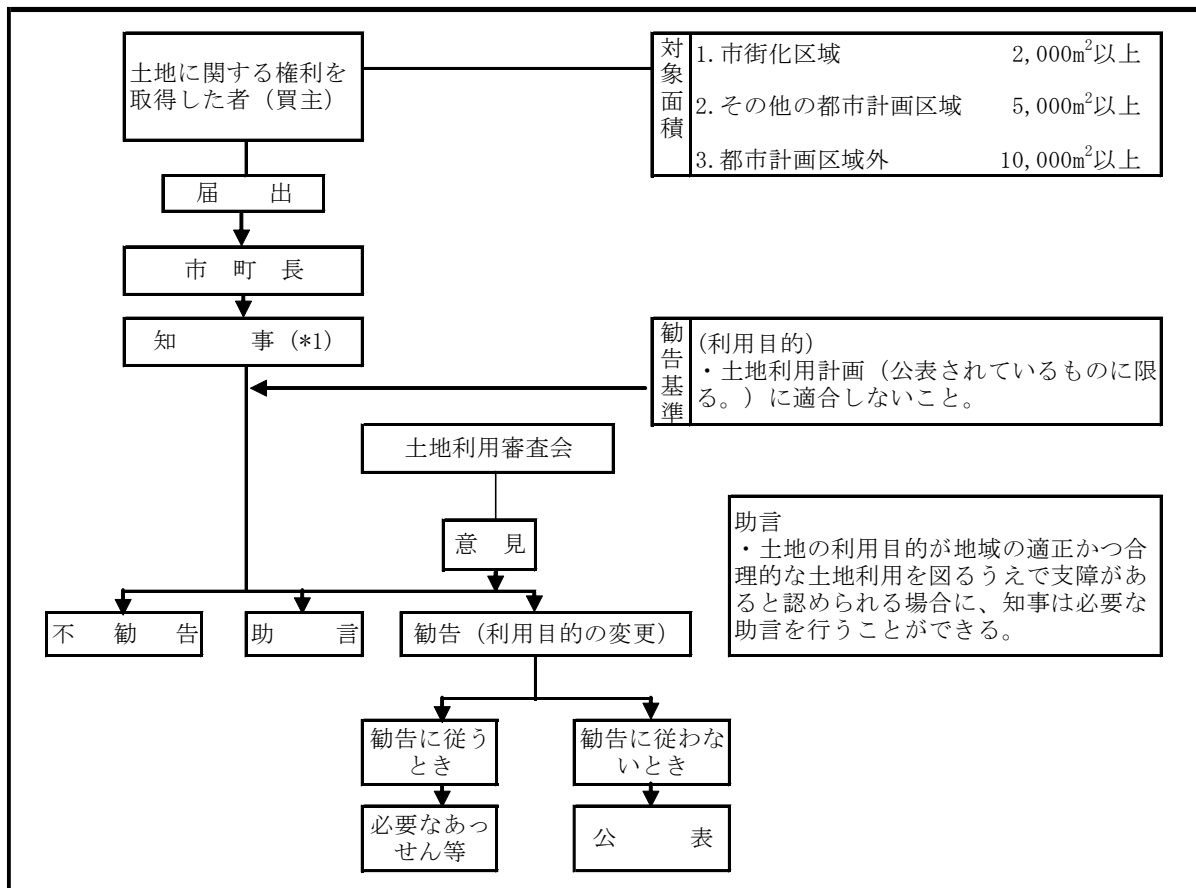 土地に関する権利を
取得した者（買主）
対象面積
1.市街化区域 2,000m²以上
2.その他の都市計画区域 5,000m²以上
3.都市計画区域外 10,000m²以上
届 出
市 町 長
知 事(*1)
勧告基準
(利用目的)
・土地利用計画（公表されているものに限
る。）に適合しないこと。
土地利用審査会
意 見
助言
・土地の利用目的が地域の適正かつ合
理的な土地利用を図るうえで支障があ
ると認められる場合に、知事は必要な
助言を行うことができる。
不 勧 告
助 言
勧告（利用目的の変更）
勧告に従う
とき
勧告に従わな
いとき
必要なあっ
せん等
公 表